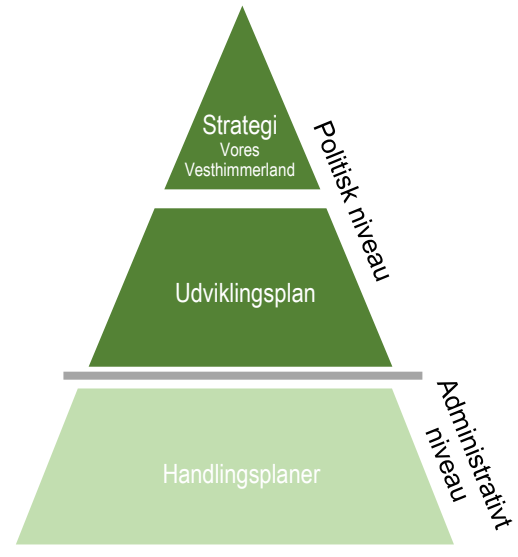 Strategi
Vores
Vesthimmerland
Politisk niveau
Udviklingsplan
Administrativt
niveau
Handlingsplaner